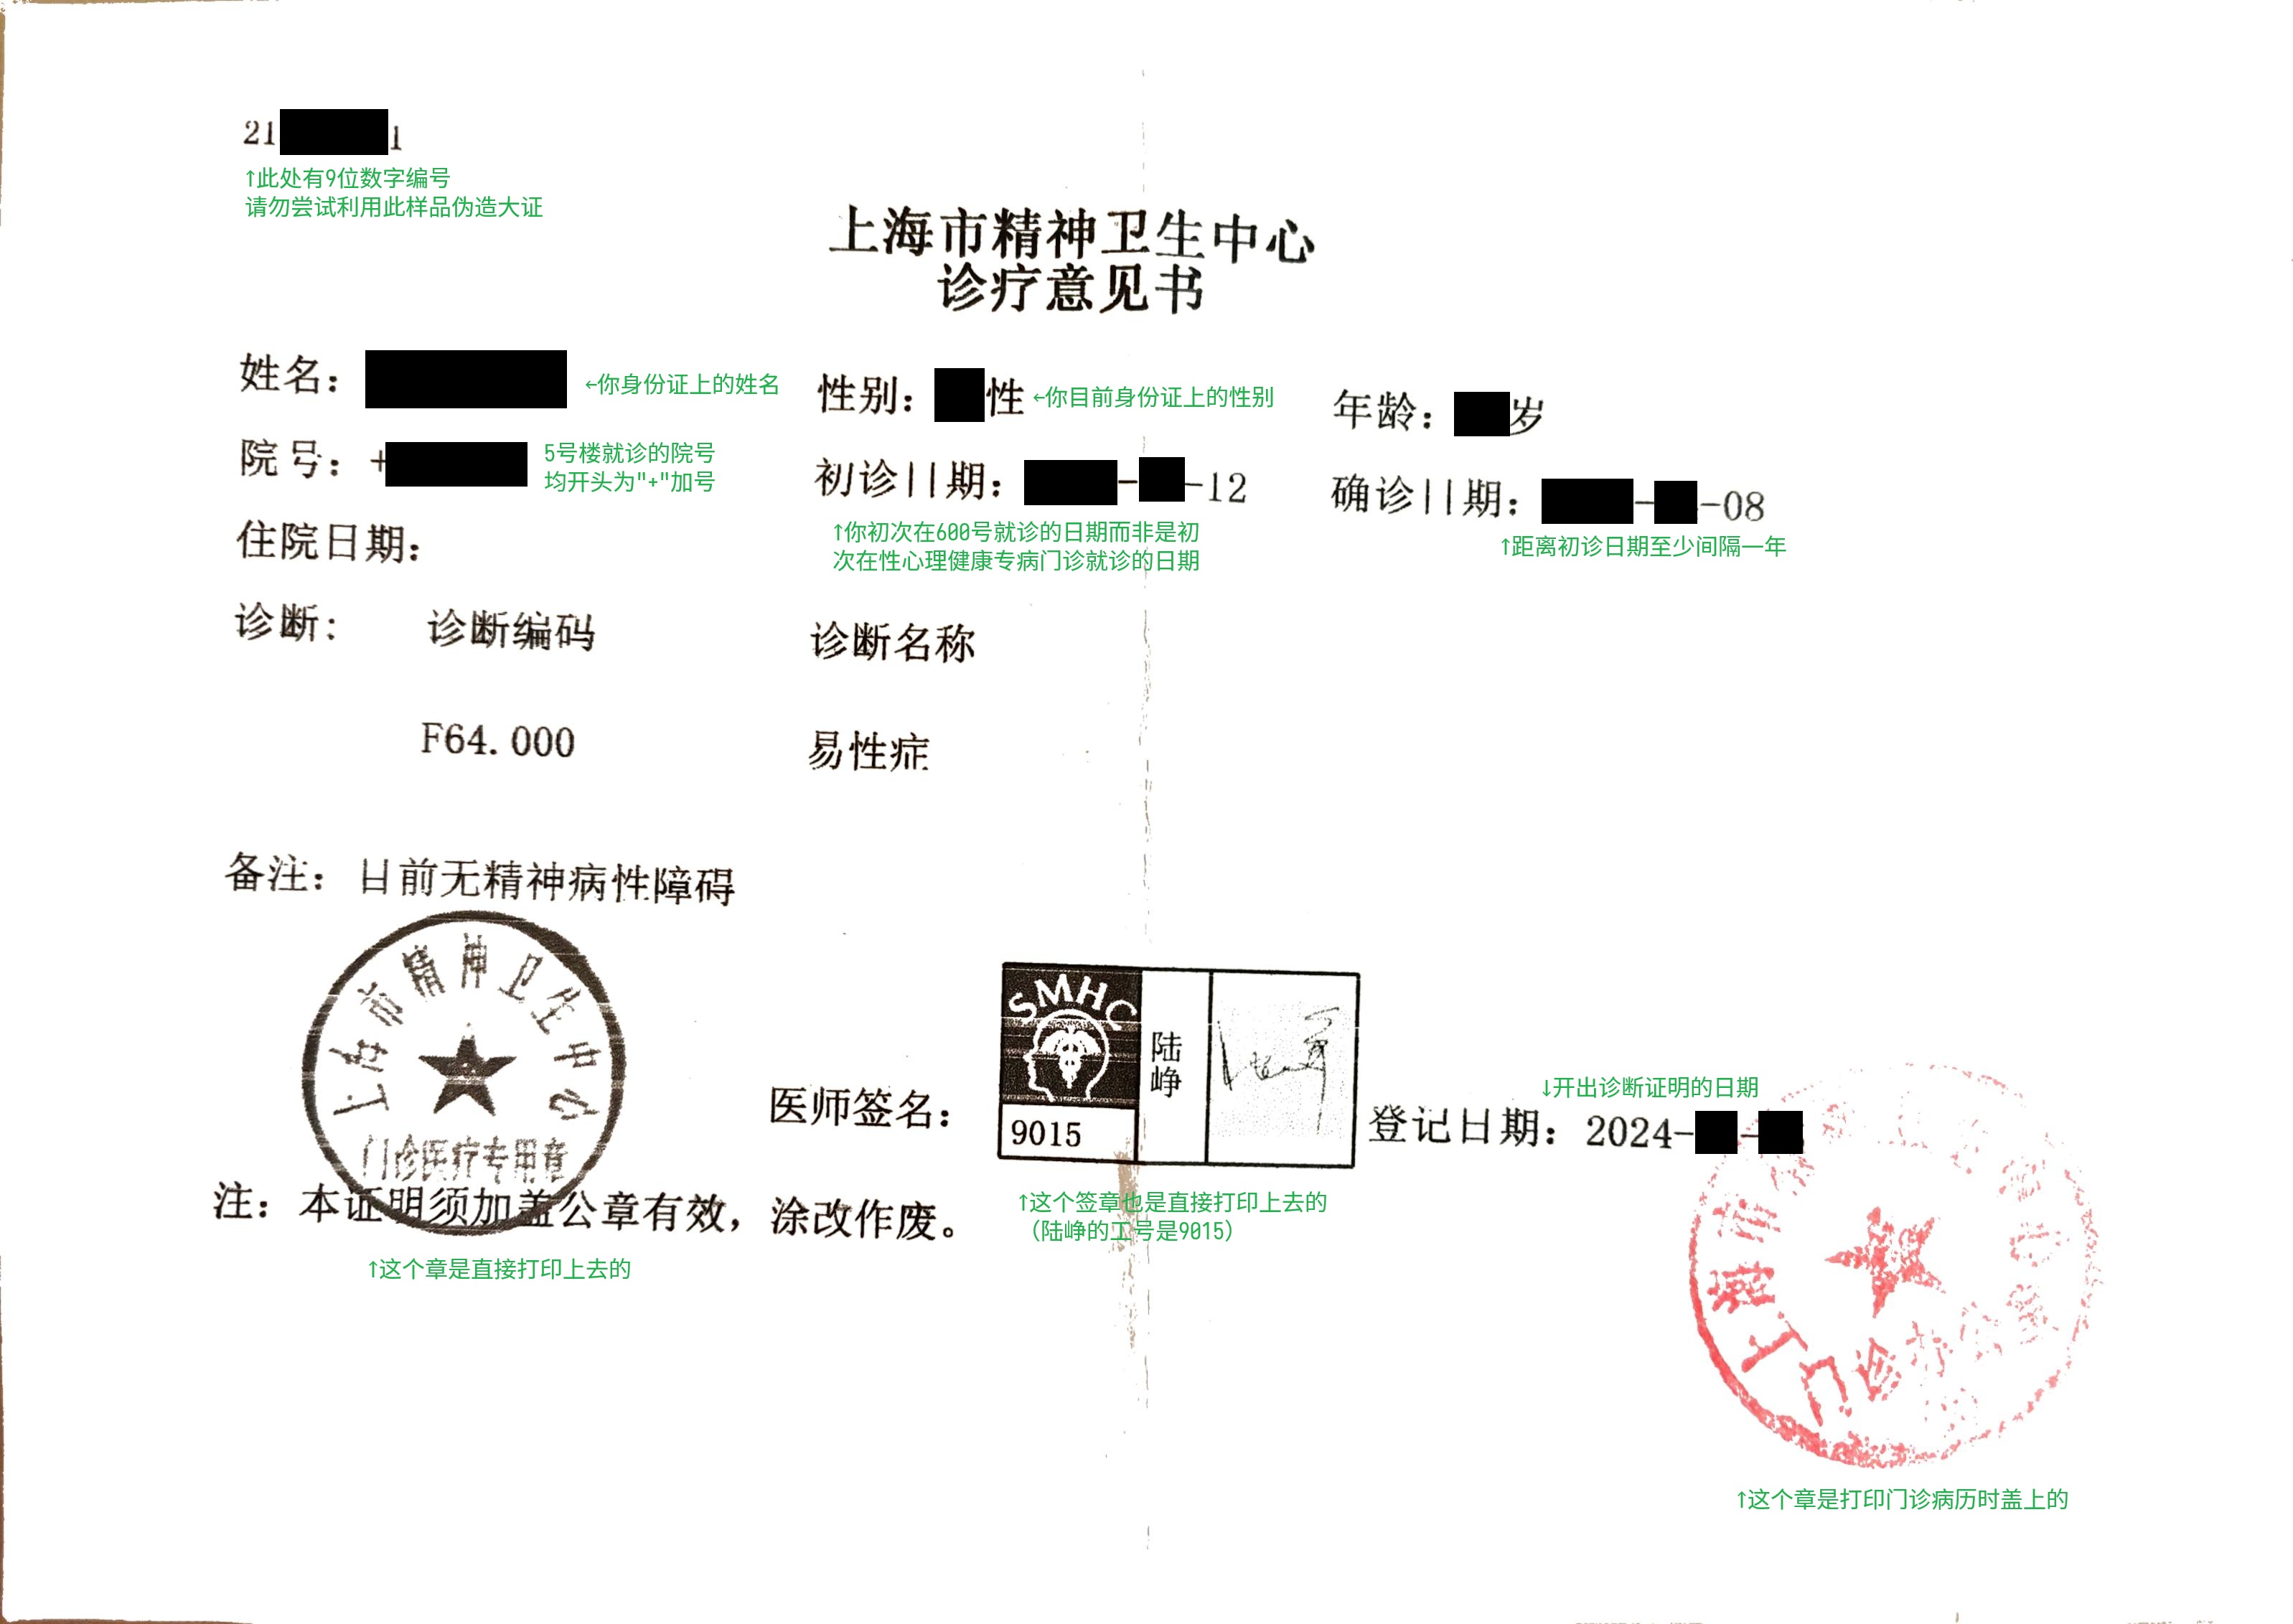 21 1
↑此处有9位数字编号
请勿尝试利用此样品伪造大证
上海市精神卫生中心
诊疗意见书
姓名： ←你身份证上的姓名 性别： 性 ←你目前身份证上的性别 年龄： 岁
院号：+ 5号楼就诊的院号
均开头为"+"加号
初诊日期： - -12 确诊日期： - -08
↑你初次在600号就诊的日期而非是初
次在性心理健康专病门诊就诊的日期
↑距离初诊日期至少间隔一年
住院日期：
诊断： 诊断编码 诊断名称
F64.000 易性症
备注：目前无精神病性障碍
上海市精神卫生中心
门诊医疗专用章
医师签名：
SMHC
9015
陆峥
↓开出诊断证明的日期
登记日期：2024- -
注：本证明须加盖公章有效，涂改作废。
↑这个签章也是直接打印上去的
（陆峥的工号是9015）
↑这个章是直接打印上去的
上海市
门诊
↑这个章是打印门诊病历时盖上的